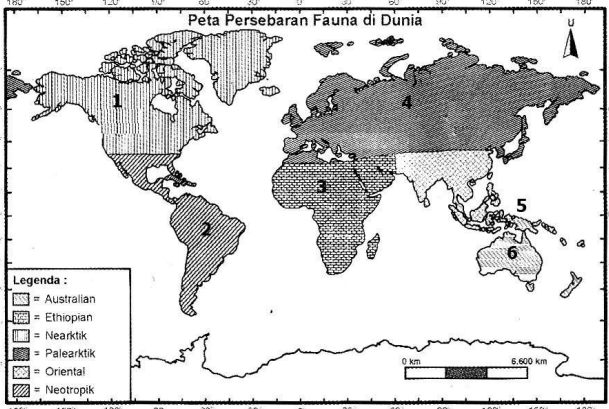 Peta Persebaran Fauna di Dunia
U
1
4
3
5
2
6
Legenda :
= Australian
= Ethiopian
= Nearktik
= Palearktik
= Oriental
= Neotropik
0 km
6.600 km